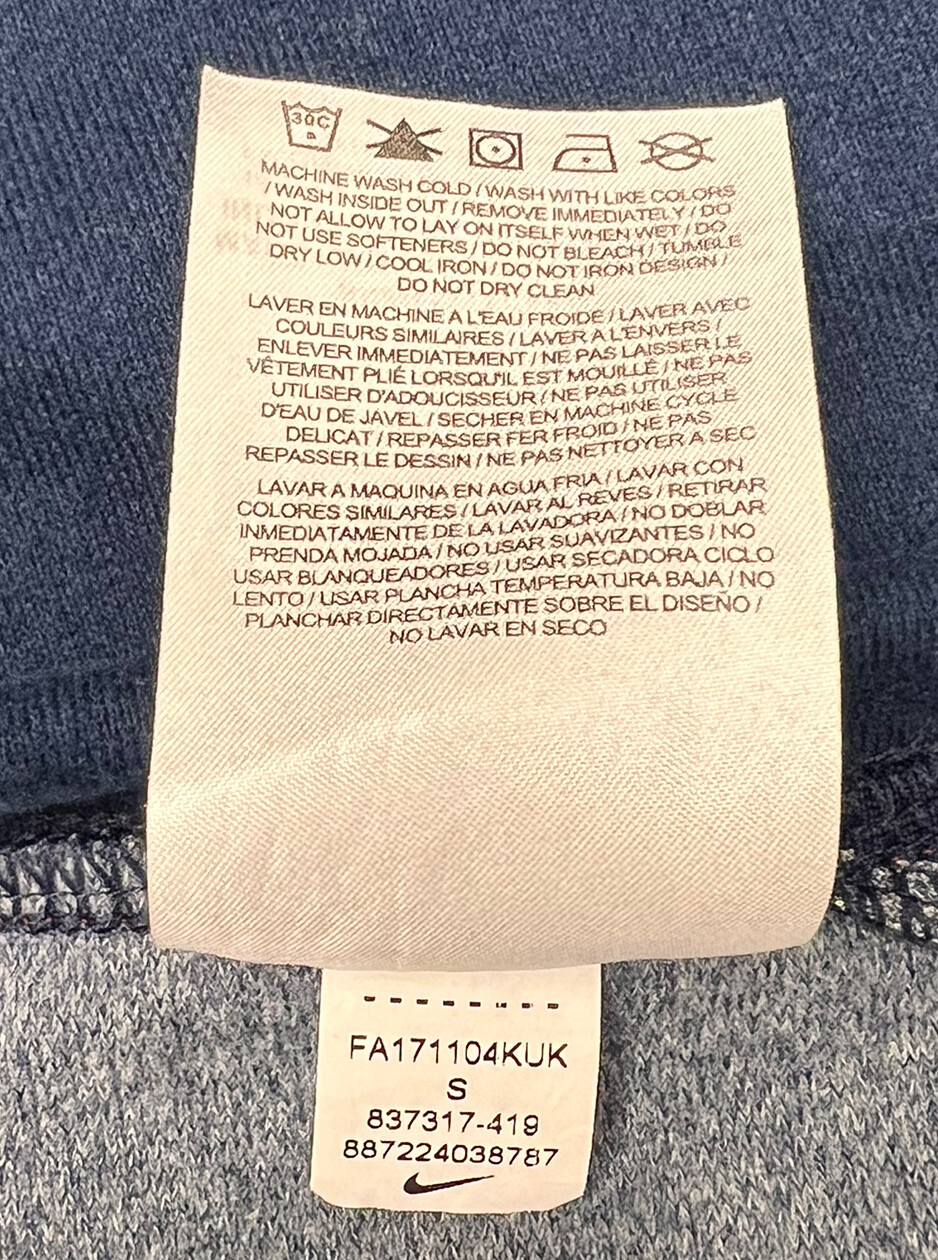 30C
MACHINE WASH COLD / WASH WITH LIKE COLORS
/ WASH INSIDE OUT / REMOVE IMMEDIATELY / DO
NOT ALLOW TO LAY ON ITSELF WHEN WET / DO
NOT USE SOFTENERS / DO NOT BLEACH / TUMBLE
DRY LOW / COOL IRON / DO NOT IRON DESIGN /
DO NOT DRY CLEAN
LAVER EN MACHINE A L'EAU FROIDE / LAVER AVEC
COULEURS SIMILAIRES / LAVER A L'ENVERS /
ENLEVER IMMEDIATEMENT / NE PAS LAISSER LE
VÊTEMENT PLIÉ LORSQU'IL EST MOUILLÉ / NE PAS
UTILISER D'ADOUCISSEUR / NE PAS UTILISER
D'EAU DE JAVEL / SECHER EN MACHINE CYCLE
DELICAT / REPASSER FER FROID / NE PAS
REPASSER LE DESSIN / NE PAS NETTOYER A SEC
LAVAR A MAQUINA EN AGUA FRIA / LAVAR CON
COLORES SIMILARES / LAVAR AL REVES / RETIRAR
INMEDIATAMENTE DE LA LAVADORA / NO DOBLAR
PRENDA MOJADA / NO USAR SUAVIZANTES / NO
USAR BLANQUEADORES / USAR SECADORA CICLO
LENTO / USAR PLANCHA TEMPERATURA BAJA / NO
PLANCHAR DIRECTAMENTE SOBRE EL DISEÑO /
NO LAVAR EN SECO
FA171104KUK
S
837317-419
887224038787